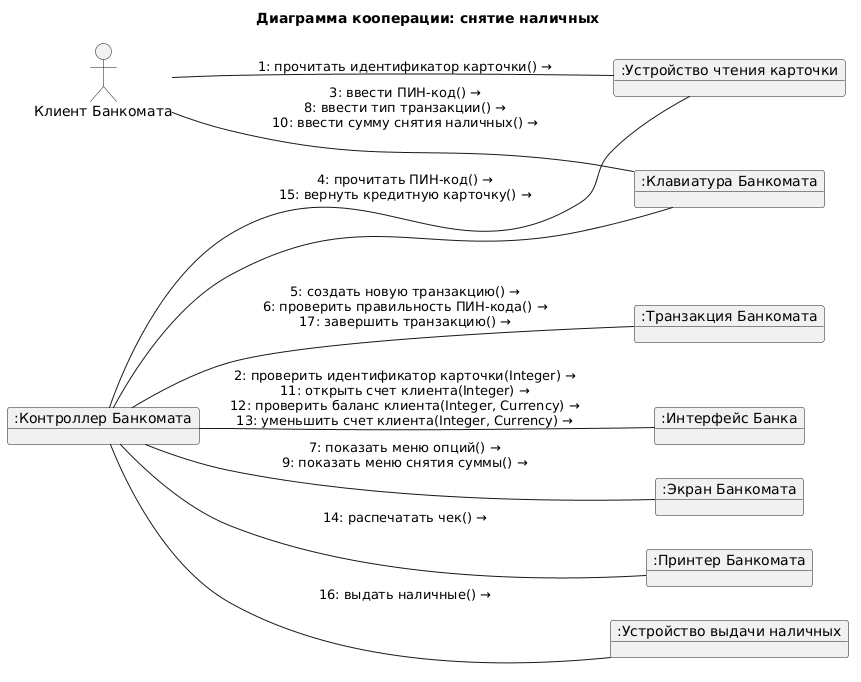 Диаграмма кооперации: снятие наличных
Клиент Банкомата
1: прочитать идентификатор карточки() →
:Устройство чтения карточки
3: ввести ПИН-код() →
8: ввести тип транзакции() →
10: ввести сумму снятия наличных() →
:Клавиатура Банкомата
4: прочитать ПИН-код() →
15: вернуть кредитную карточку() →
5: создать новую транзакцию() →
6: проверить правильность ПИН-кода() →
17: завершить транзакцию() →
:Транзакция Банкомата
2: проверить идентификатор карточки(Integer) →
11: открыть счет клиента(Integer) →
12: проверить баланс клиента(Integer, Currency) →
13: уменьшить счет клиента(Integer, Currency) →
:Контроллер Банкомата
:Интерфейс Банка
7: показать меню опций() →
9: показать меню снятия суммы() →
:Экран Банкомата
14: распечатать чек() →
:Принтер Банкомата
16: выдать наличные() →
:Устройство выдачи наличных